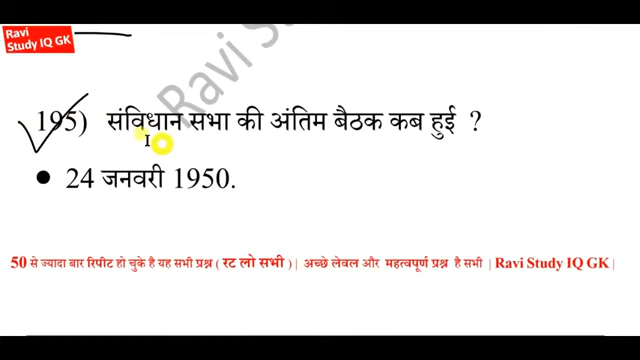 Ravi
Study IQ GK
Ravi S
195) संविधान सभा की अंतिम बैठक कब हुई ?
● 24 जनवरी 1950.
50 से ज्यादा बार रिपीट हो चुके है यह सभी प्रश्न ( रट लो सभी ) | अच्छे लेवल और महत्वपूर्ण प्रश्न है सभी | Ravi Study IQ GK |